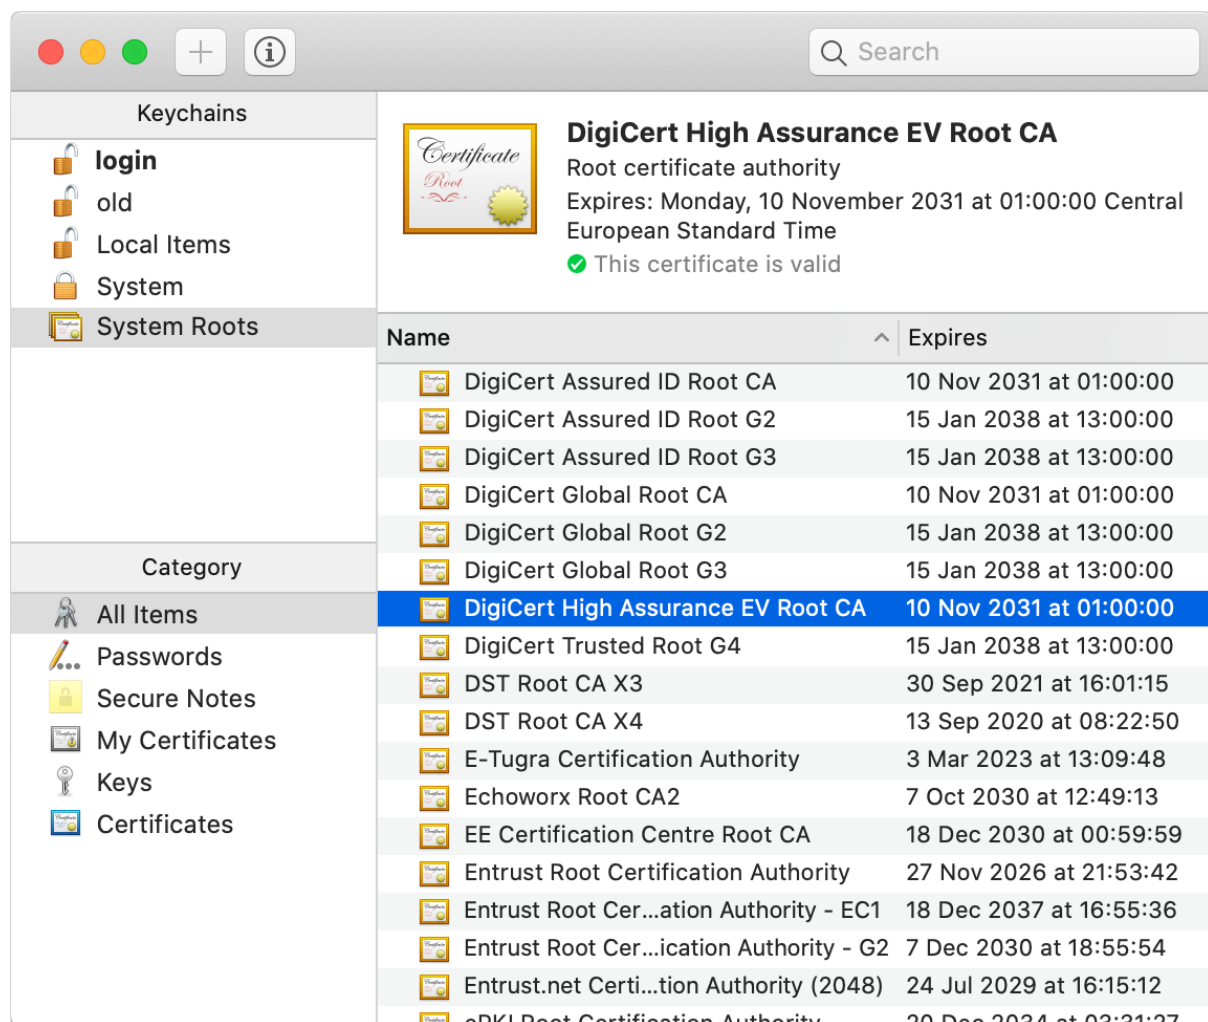 Search
Keychains
login
old
Local Items
System
System Roots
Category
All Items
Passwords
Secure Notes
My Certificates
Keys
Certificates
Certificate
Root
DigiCert High Assurance EV Root CA
Root certificate authority
Expires: Monday, 10 November 2031 at 01:00:00 Central
European Standard Time
This certificate is valid
Name Expires
DigiCert Assured ID Root CA 10 Nov 2031 at 01:00:00
DigiCert Assured ID Root G2 15 Jan 2038 at 13:00:00
DigiCert Assured ID Root G3 15 Jan 2038 at 13:00:00
DigiCert Global Root CA 10 Nov 2031 at 01:00:00
DigiCert Global Root G2 15 Jan 2038 at 13:00:00
DigiCert Global Root G3 15 Jan 2038 at 13:00:00
DigiCert High Assurance EV Root CA 10 Nov 2031 at 01:00:00
DigiCert Trusted Root G4 15 Jan 2038 at 13:00:00
DST Root CA X3 30 Sep 2021 at 16:01:15
DST Root CA X4 13 Sep 2020 at 08:22:50
E-Tugra Certification Authority 3 Mar 2023 at 13:09:48
Echoworx Root CA2 7 Oct 2030 at 12:49:13
EE Certification Centre Root CA 18 Dec 2030 at 00:59:59
Entrust Root Certification Authority 27 Nov 2026 at 21:53:42
Entrust Root Cer...ation Authority - EC1 18 Dec 2037 at 16:55:36
Entrust Root Cer...ication Authority - G2 7 Dec 2030 at 18:55:54
Entrust.net Certi...tion Authority (2048) 24 Jul 2029 at 16:15:12
ePKI Root Certification Authority 20 Dec 2034 at 03:31:27